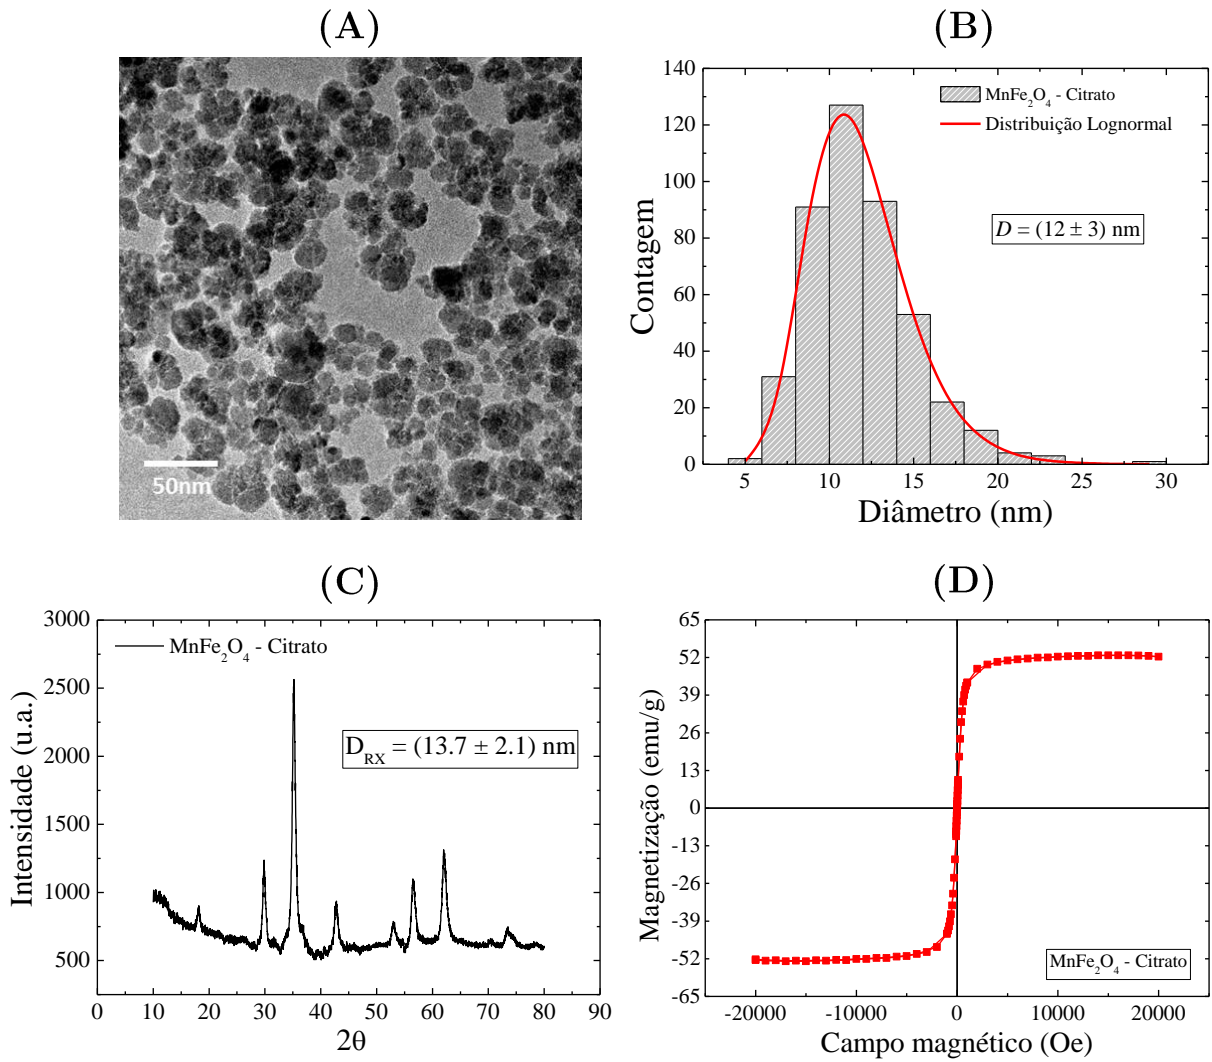 (A)
50nm
(B)
140
120
100
80
60
40
20
0
5
10
15
20
25
30
Contagem
Diâmetro (nm)
MnFe₂O₄ - Citrato
Distribuição Lognormal
D = (12 ± 3) nm
(C)
3000
2500
2000
1500
1000
500
0
10
20
30
40
50
60
70
80
90
Intensidade (u.a.)
2θ
MnFe₂O₄ - Citrato
D_RX = (13.7 ± 2.1) nm
(D)
65
52
39
26
13
0
-13
-26
-39
-52
-65
-20000
-10000
0
10000
20000
Magnetização (emu/g)
Campo magnético (Oe)
MnFe₂O₄ - Citrato